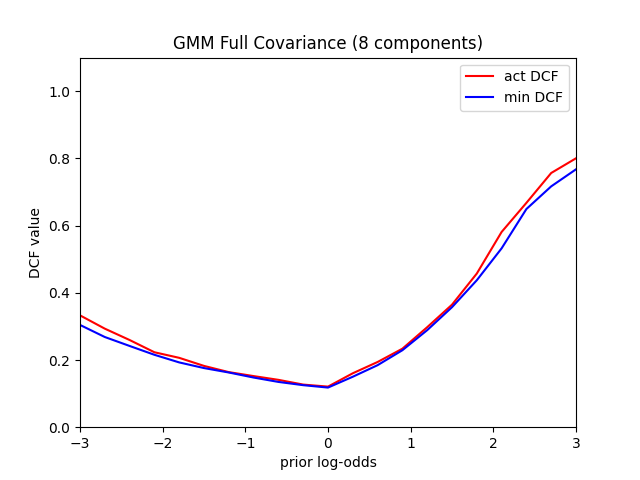 GMM Full Covariance (8 components)
act DCF
min DCF
DCF value
1.0
0.8
0.6
0.4
0.2
0.0
−3
−2
−1
0
1
2
3
prior log-odds